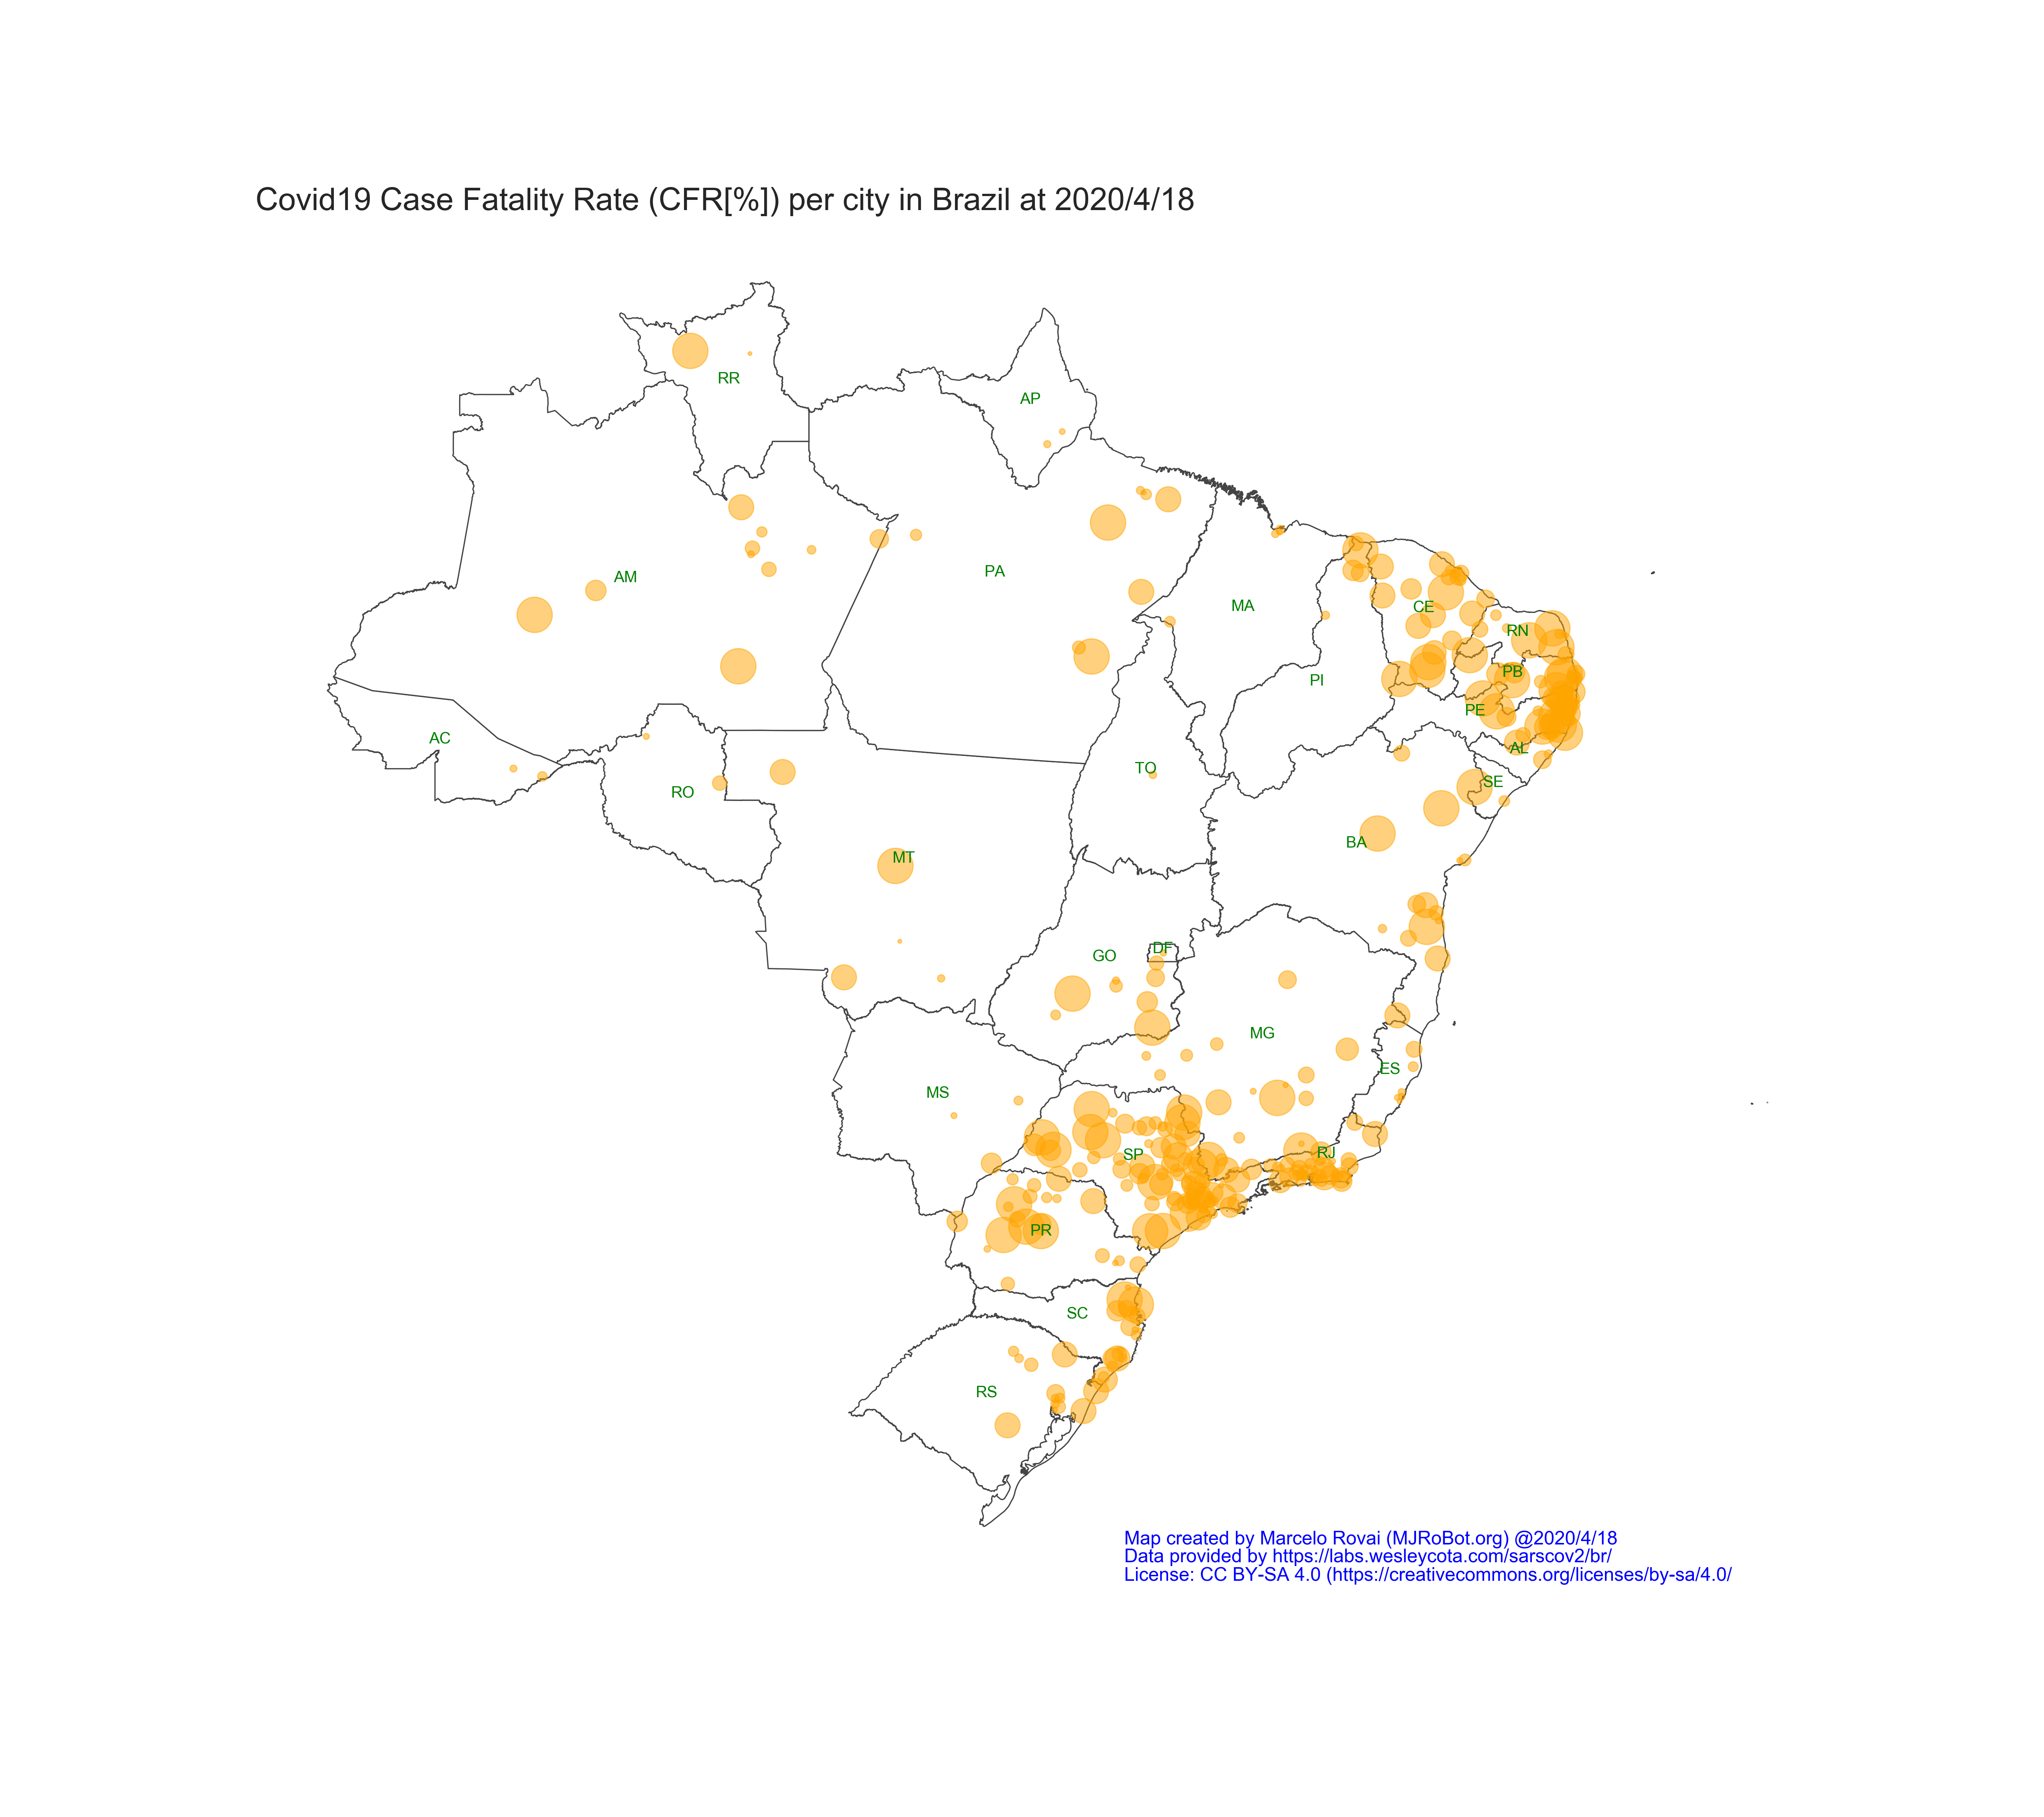 Covid19 Case Fatality Rate (CFR[%]) per city in Brazil at 2020/4/18
RR
AP
AM
PA
MA
CE
RN
PB
PI
PE
AC
AL
TO
SE
RO
BA
MT
DF
GO
MG
ES
MS
RJ
SP
PR
SC
RS
Map created by Marcelo Rovai (MJRoBot.org) @2020/4/18
Data provided by https://labs.wesleycota.com/sarscov2/br/
License: CC BY-SA 4.0 (https://creativecommons.org/licenses/by-sa/4.0/